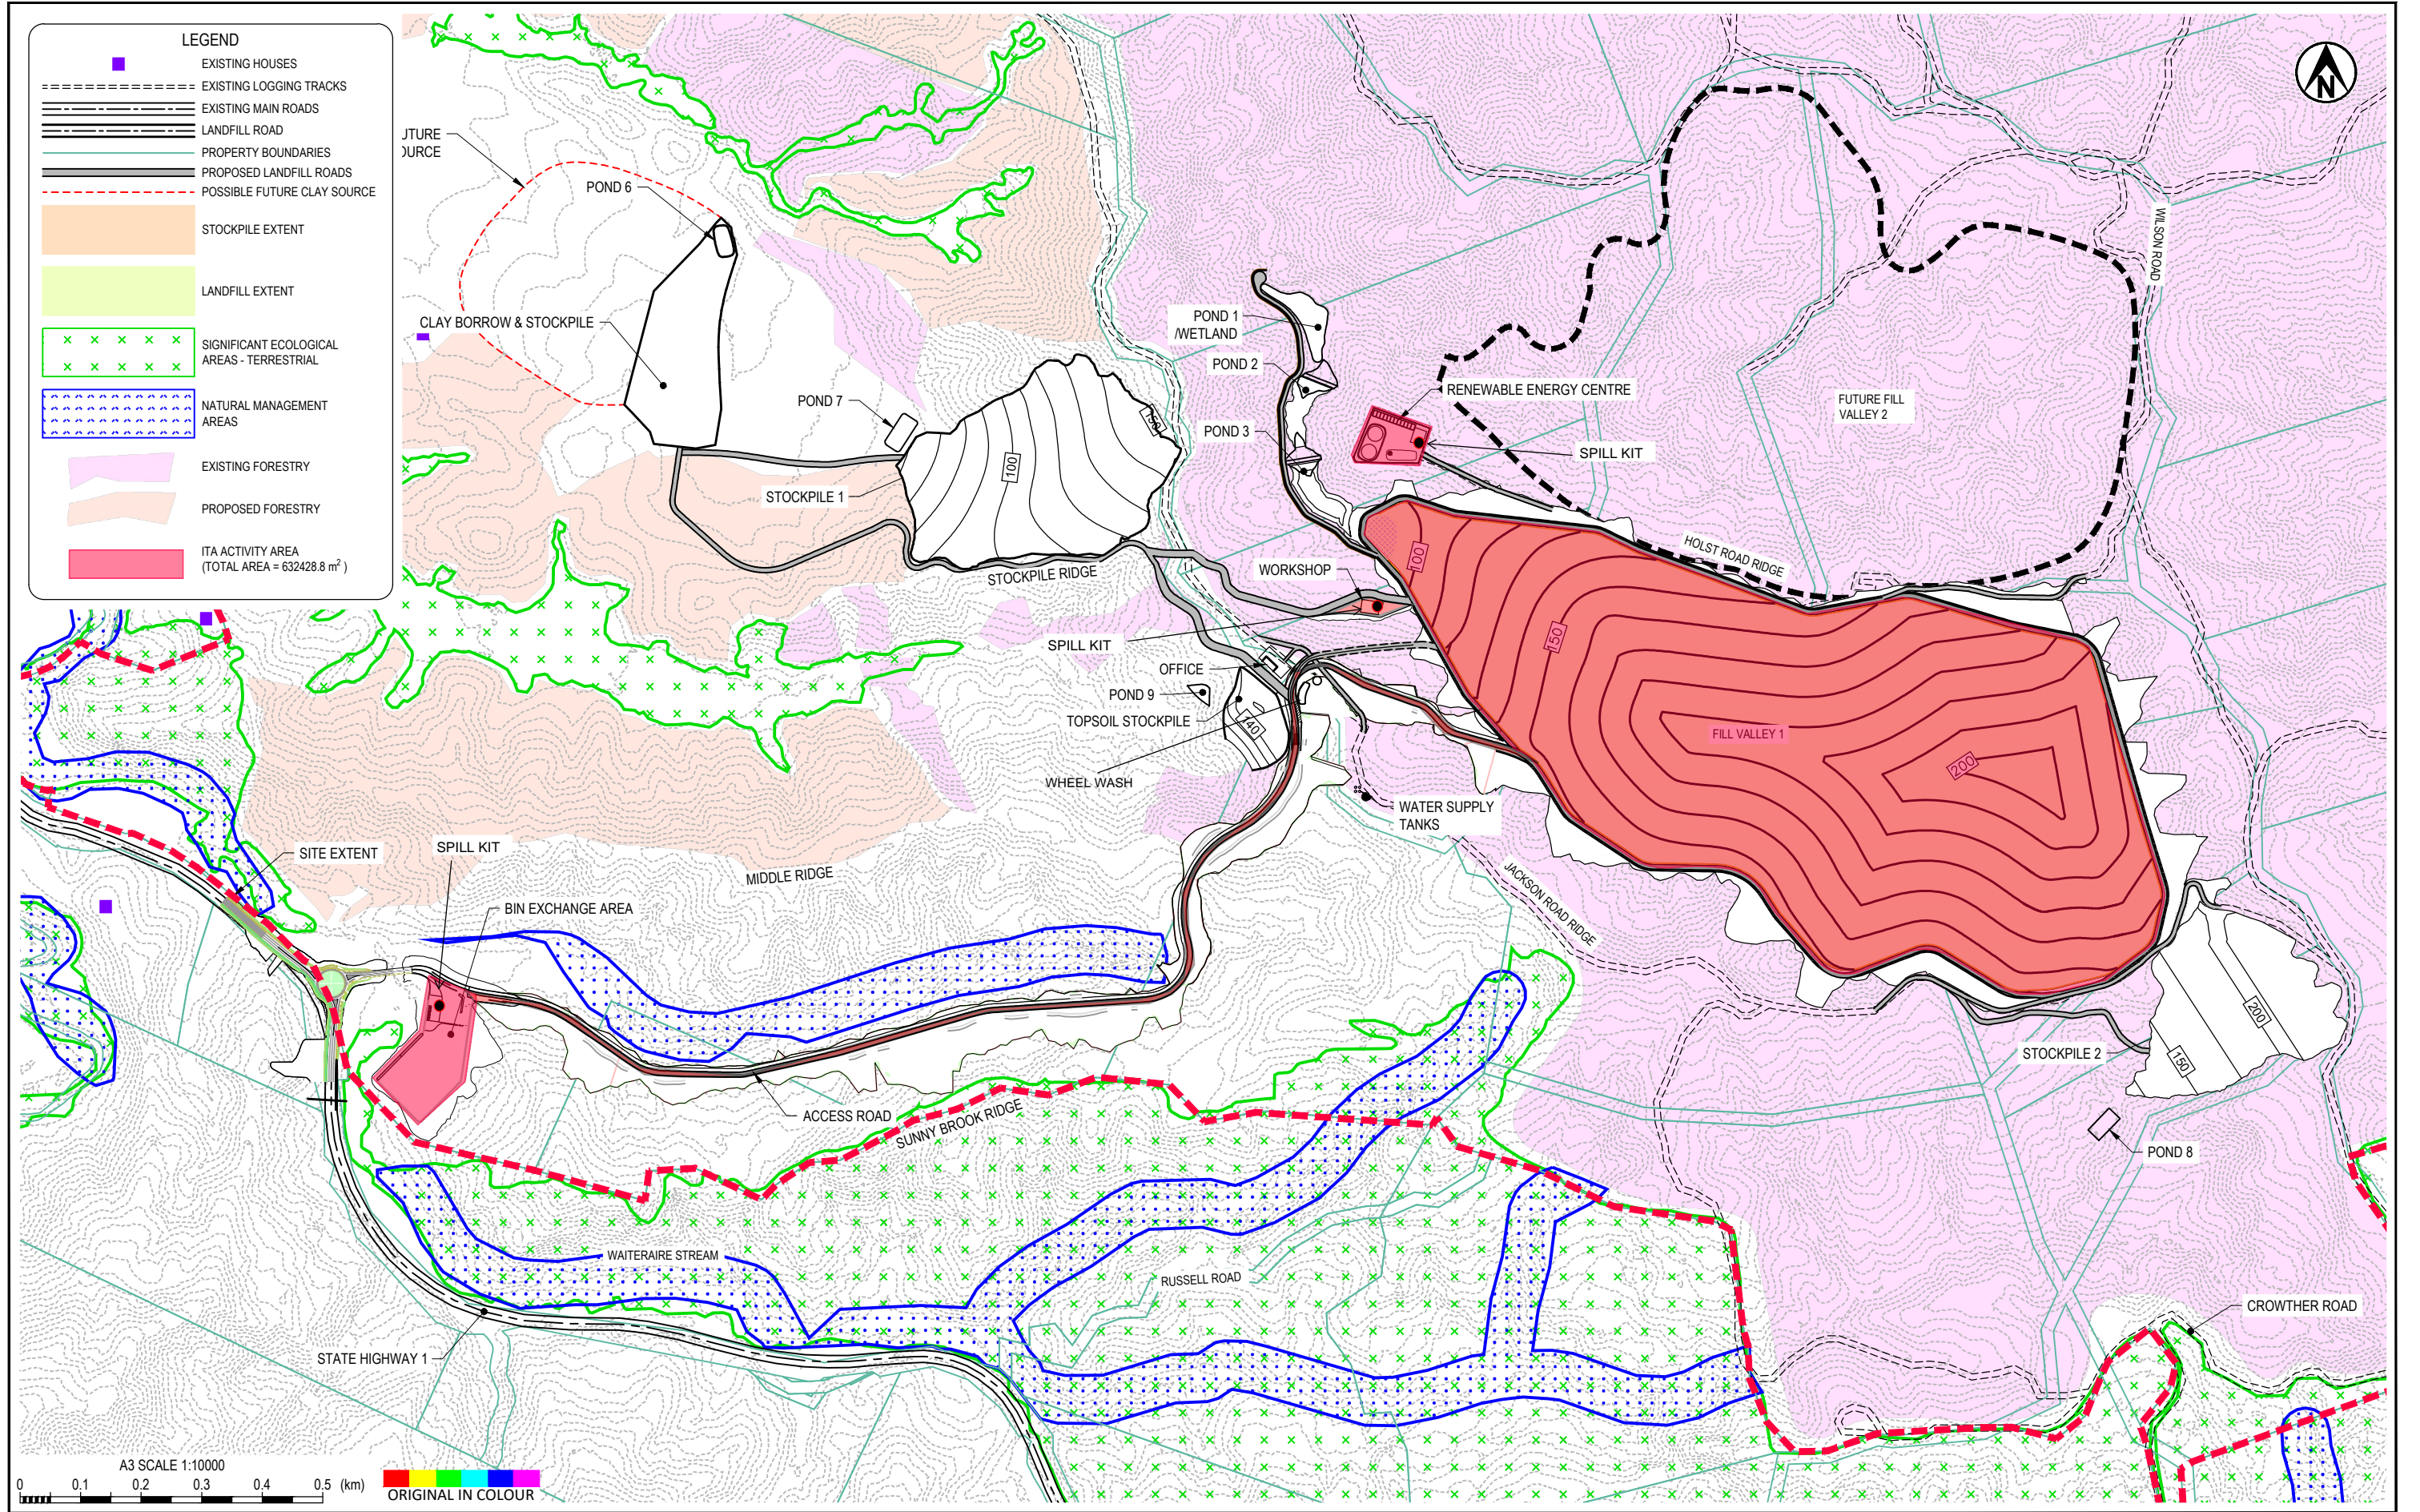 LEGEND
EXISTING HOUSES
EXISTING LOGGING TRACKS
EXISTING MAIN ROADS
LANDFILL ROAD
PROPERTY BOUNDARIES
PROPOSED LANDFILL ROADS
POSSIBLE FUTURE CLAY SOURCE
STOCKPILE EXTENT
LANDFILL EXTENT
SIGNIFICANT ECOLOGICAL
AREAS - TERRESTRIAL
NATURAL MANAGEMENT
AREAS
EXISTING FORESTRY
PROPOSED FORESTRY
ITA ACTIVITY AREA
(TOTAL AREA = 632428.8 m²)
N
UTURE
OURCE
POND 6
CLAY BORROW & STOCKPILE
POND 7
STOCKPILE 1
100
150
STOCKPILE RIDGE
POND 1
/WETLAND
POND 2
POND 3
RENEWABLE ENERGY CENTRE
SPILL KIT
FUTURE FILL
VALLEY 2
WILSON ROAD
HOLST ROAD RIDGE
WORKSHOP
SPILL KIT
OFFICE
POND 9
TOPSOIL STOCKPILE
140
WHEEL WASH
WATER SUPPLY
TANKS
100
150
FILL VALLEY 1
200
JACKSON ROAD RIDGE
MIDDLE RIDGE
SITE EXTENT
SPILL KIT
BIN EXCHANGE AREA
ACCESS ROAD
SUNNY BROOK RIDGE
STOCKPILE 2
150
200
POND 8
WAITERAIRE STREAM
RUSSELL ROAD
STATE HIGHWAY 1
CROWTHER ROAD
A3 SCALE 1:10000
0 0.1 0.2 0.3 0.4 0.5 (km)
ORIGINAL IN COLOUR